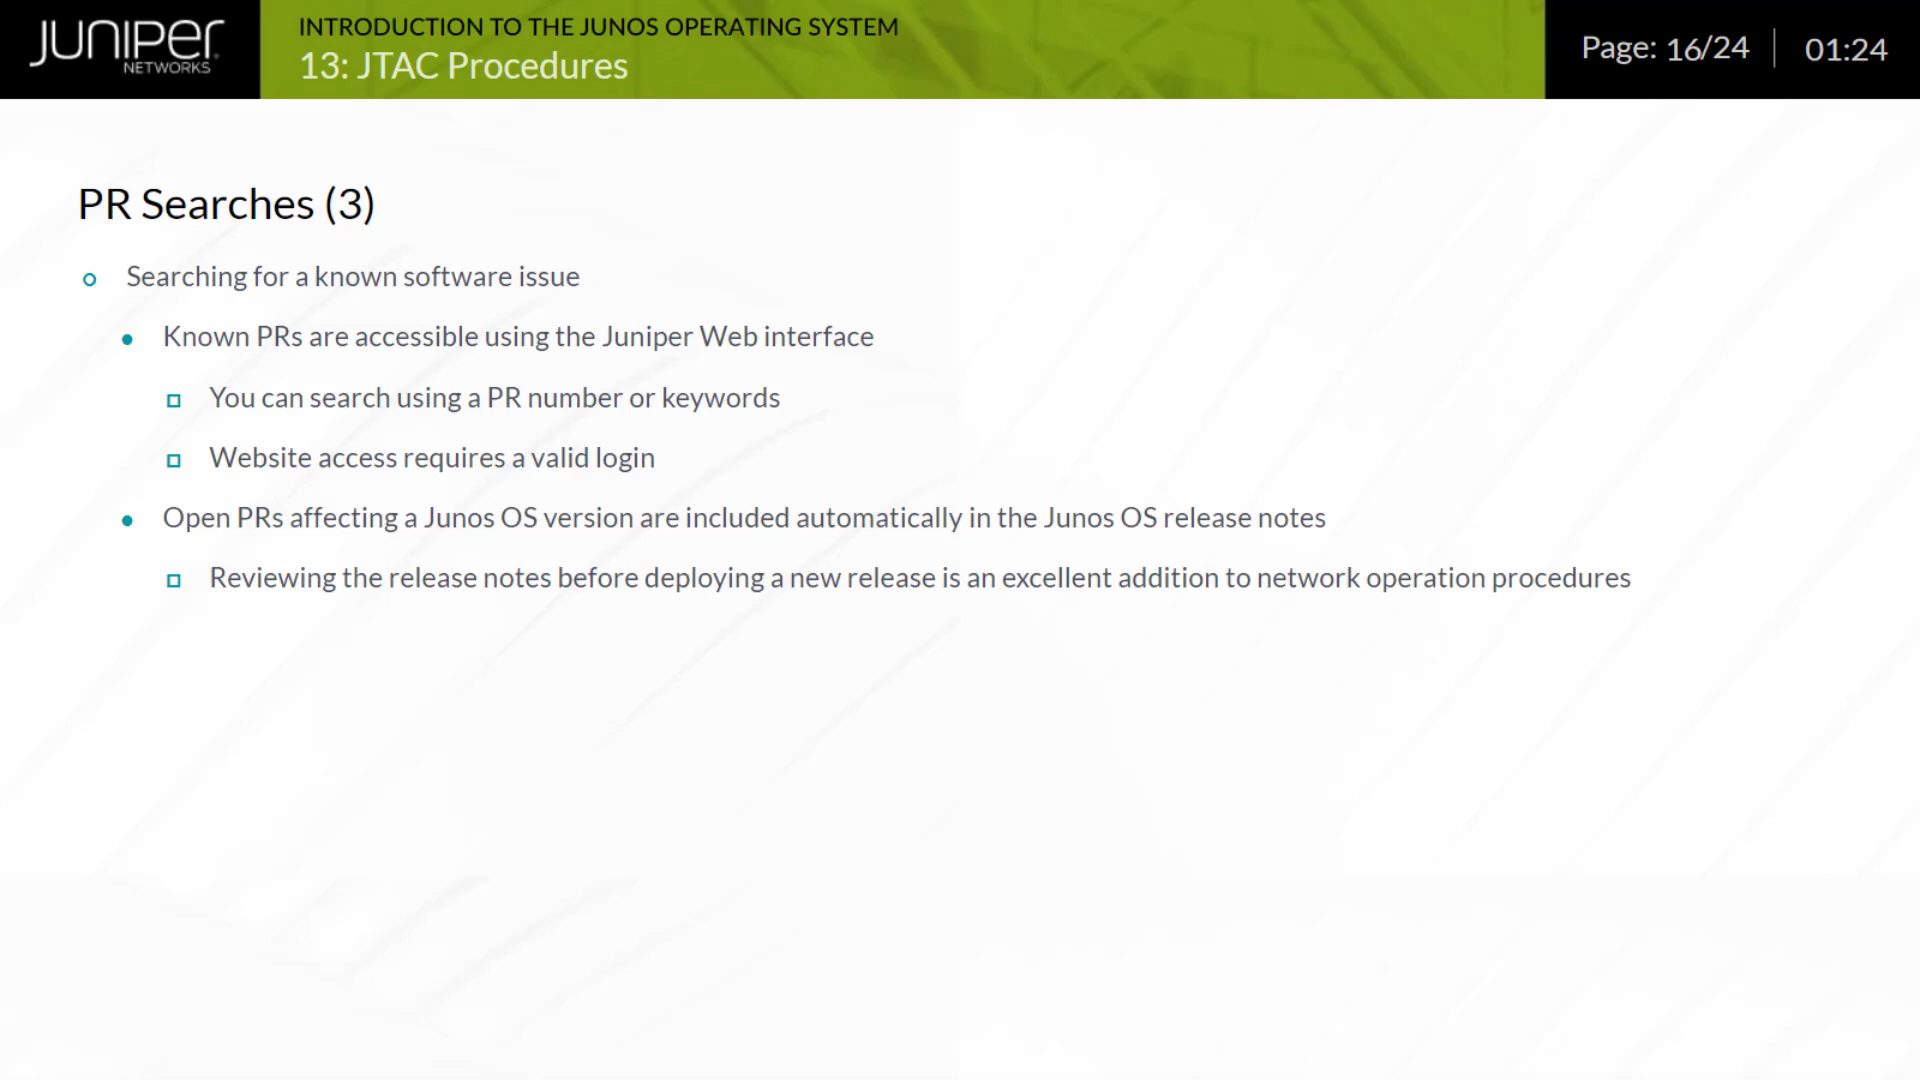 JUNIPER
NETWORKS
INTRODUCTION TO THE JUNOS OPERATING SYSTEM
13: JTAC Procedures
Page: 16/24
01:24
PR Searches (3)
Searching for a known software issue
Known PRs are accessible using the Juniper Web interface
You can search using a PR number or keywords
Website access requires a valid login
Open PRs affecting a Junos OS version are included automatically in the Junos OS release notes
Reviewing the release notes before deploying a new release is an excellent addition to network operation procedures